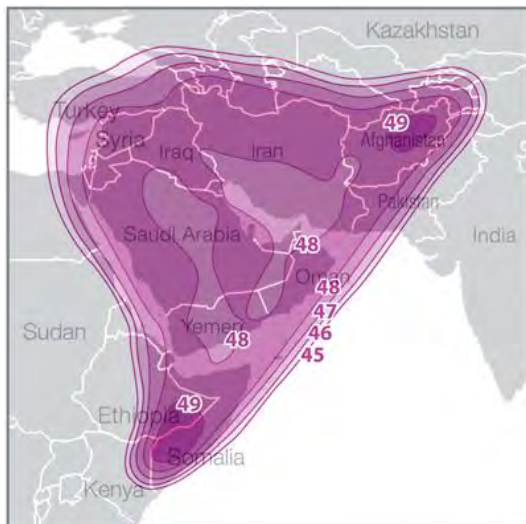 Kazakhstan
Turkey
49
Afghanistan
Syria
Iraq
Iran
Pakistan
Saudi Arabia
48
India
Oman
48
47
Sudan
Yemen
48
46
45
49
Ethiopia
Somalia
Kenya